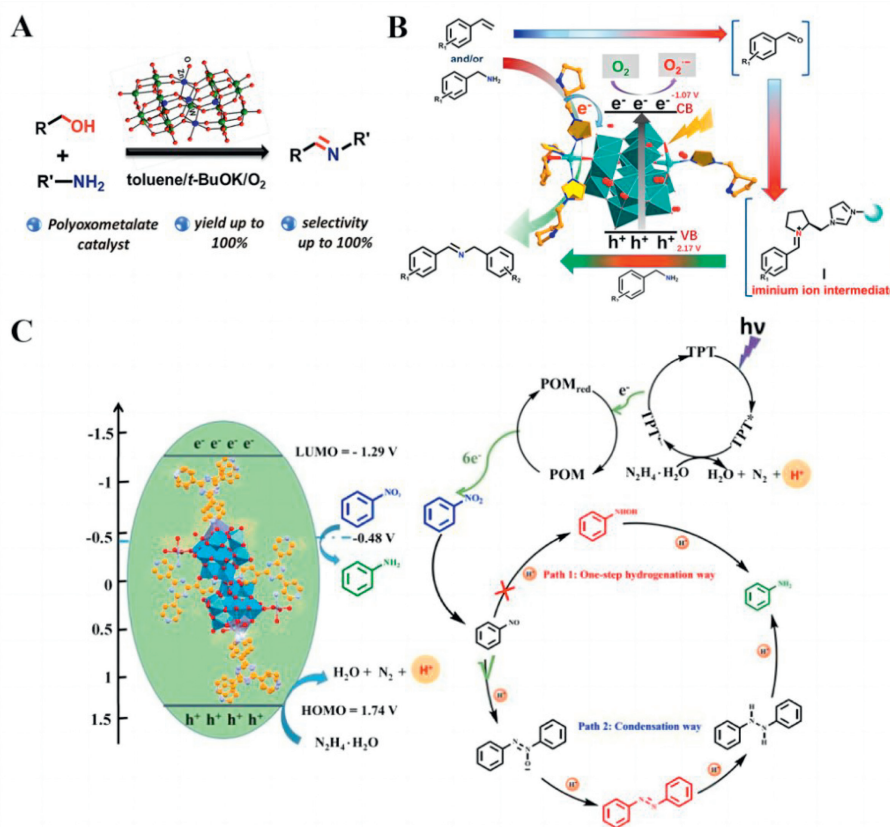 A
O
Zn
W
R
OH
+
R'—NH₂
toluene/t-BuOK/O₂
R
N
R'
Polyoxometalate
catalyst
yield up to
100%
selectivity
up to 100%
B
R₁
and/or
NH₂
R₁
O₂
O₂•−
e⁻
e⁻ e⁻ e⁻
-1.07 V
CB
h⁺ h⁺ h⁺
VB
2.17 V
R₁
O
N
N
N
R₁
I
iminium ion intermediate
R₁
N
R₂
R₁
NH₂
C
-1.5
-1
-0.5
0
0.5
1
1.5
e⁻ e⁻ e⁻ e⁻
LUMO = - 1.29 V
NO₂
-0.48 V
NH₂
H₂O + N₂ + H⁺
HOMO = 1.74 V
h⁺ h⁺ h⁺ h⁺
N₂H₄·H₂O
hν
TPT
TPT*
TPT·⁻
e⁻
POMred
POM
N₂H₄·H₂O
H₂O + N₂ + H⁺
6e⁻
NO₂
NHOH
H⁺
H⁺
Path 1: One-step hydrogenation way
NH₂
NO
H⁺
H⁺
Path 2: Condensation way
N=N
O
H
N-N
H
H⁺
H⁺
N=N